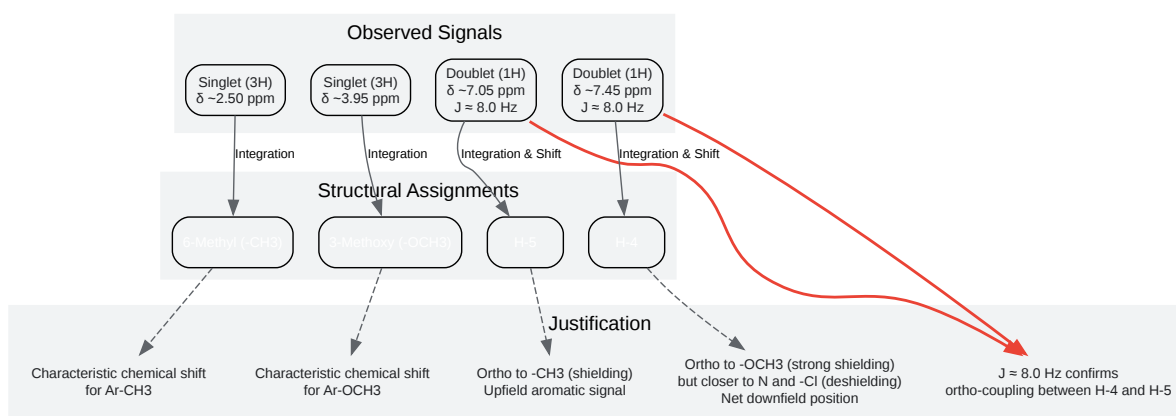 Observed Signals
Singlet (3H)
δ ~2.50 ppm
Singlet (3H)
δ ~3.95 ppm
Doublet (1H)
δ ~7.05 ppm
J ≈ 8.0 Hz
Doublet (1H)
δ ~7.45 ppm
J ≈ 8.0 Hz
Integration
Integration
Integration & Shift
Integration & Shift
Structural Assignments
6-Methyl (-CH3)
3-Methoxy (-OCH3)
H-5
H-4
Justification
Characteristic chemical shift
for Ar-CH3
Characteristic chemical shift
for Ar-OCH3
Ortho to -CH3 (shielding)
Upfield aromatic signal
Ortho to -OCH3 (strong shielding)
but closer to N and -Cl (deshielding)
Net downfield position
J ≈ 8.0 Hz confirms
ortho-coupling between H-4 and H-5